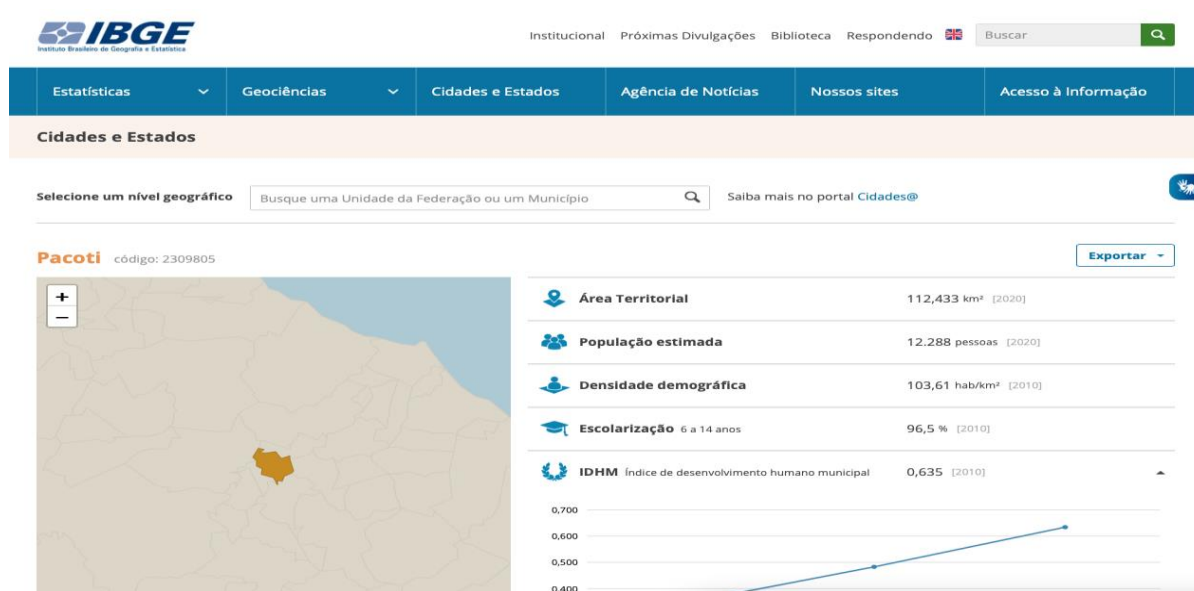 IBGE
Instituto Brasileiro de Geografia e Estatística
Institucional Próximas Divulgações Biblioteca Respondendo Buscar
Estatísticas Geociências Cidades e Estados Agência de Notícias Nossos sites Acesso à Informação
Cidades e Estados
Selecione um nível geográfico Busque uma Unidade da Federação ou um Município Saiba mais no portal Cidades@
Pacoti código: 2309805 Exportar
+
−
Área Territorial 112,433 km² [2020]
População estimada 12.288 pessoas [2020]
Densidade demográfica 103,61 hab/km² [2010]
Escolarização 6 a 14 anos 96,5 % [2010]
IDHM Índice de desenvolvimento humano municipal 0,635 [2010]
0,700
0,600
0,500
0,400